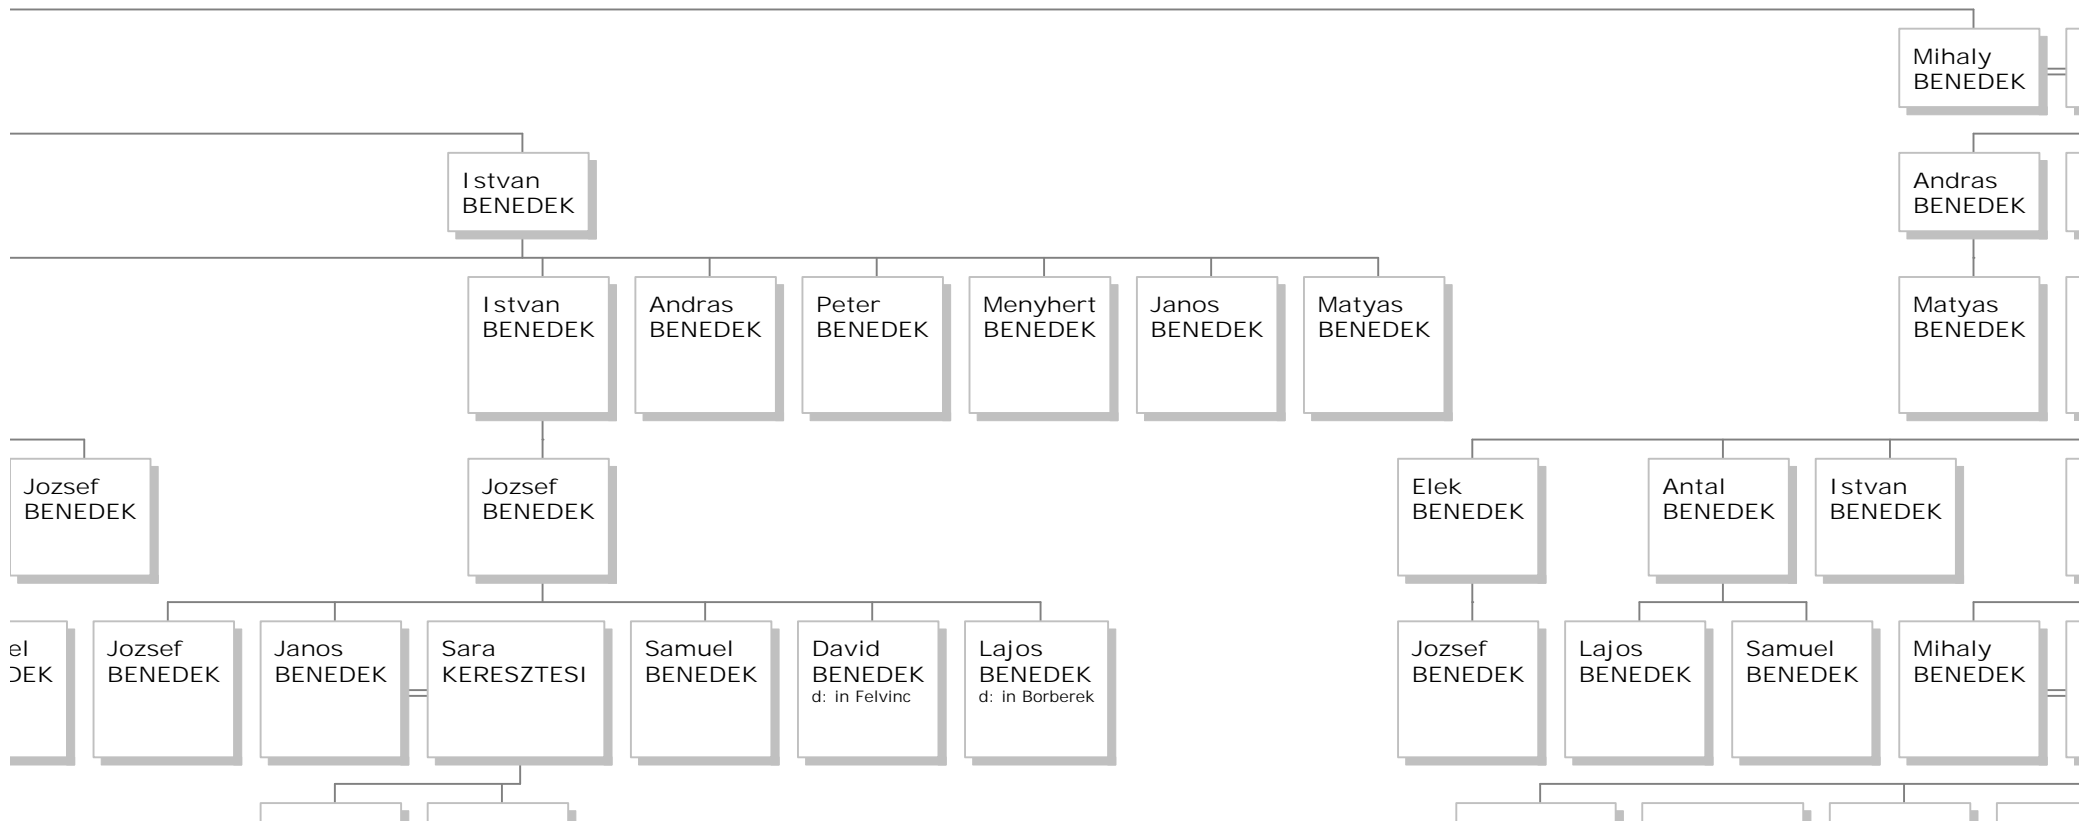 Mihaly
BENEDEK
Istvan
BENEDEK
Andras
BENEDEK
Istvan
BENEDEK
Andras
BENEDEK
Peter
BENEDEK
Menyhert
BENEDEK
Janos
BENEDEK
Matyas
BENEDEK
Matyas
BENEDEK
Jozsef
BENEDEK
Jozsef
BENEDEK
Elek
BENEDEK
Antal
BENEDEK
Istvan
BENEDEK
Jozsef
BENEDEK
Janos
BENEDEK
Sara
KERESZTESI
Samuel
BENEDEK
David
BENEDEK
d: in Felvinc
Lajos
BENEDEK
d: in Borberek
Jozsef
BENEDEK
Lajos
BENEDEK
Samuel
BENEDEK
Mihaly
BENEDEK